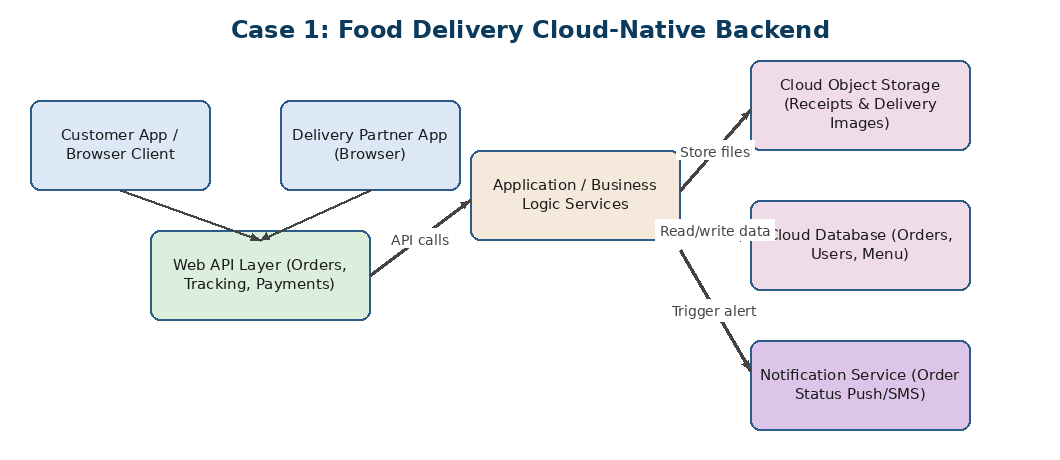 Case 1: Food Delivery Cloud-Native Backend
Customer App /
Browser Client
Delivery Partner App
(Browser)
Web API Layer (Orders,
Tracking, Payments)
API calls
Application / Business
Logic Services
Store files
Cloud Object Storage
(Receipts & Delivery
Images)
Read/write data
Cloud Database (Orders,
Users, Menu)
Trigger alert
Notification Service (Order
Status Push/SMS)